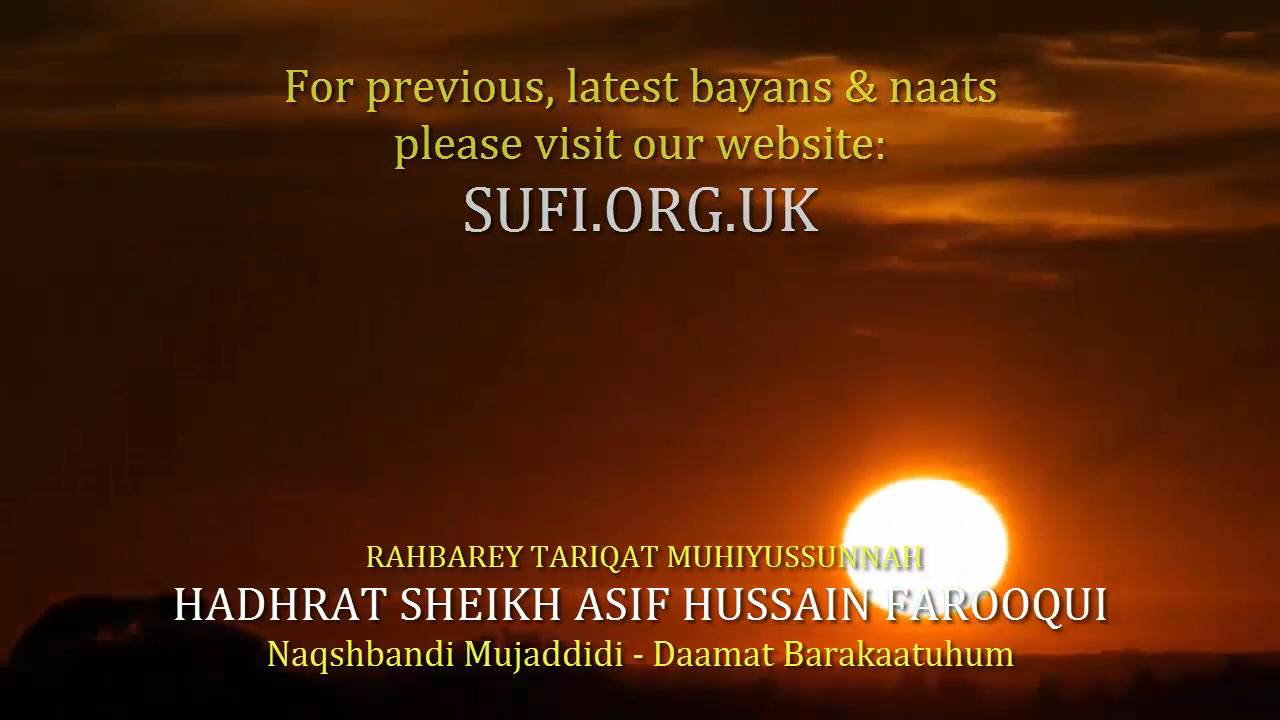 For previous, latest bayans & naats
please visit our website:
SUFI.ORG.UK
RAHBAREY TARIQAT MUHIYUSSUNNAH
HADHRAT SHEIKH ASIF HUSSAIN FAROOQUI
Naqshbandi Mujaddidi - Daamat Barakaatuhum